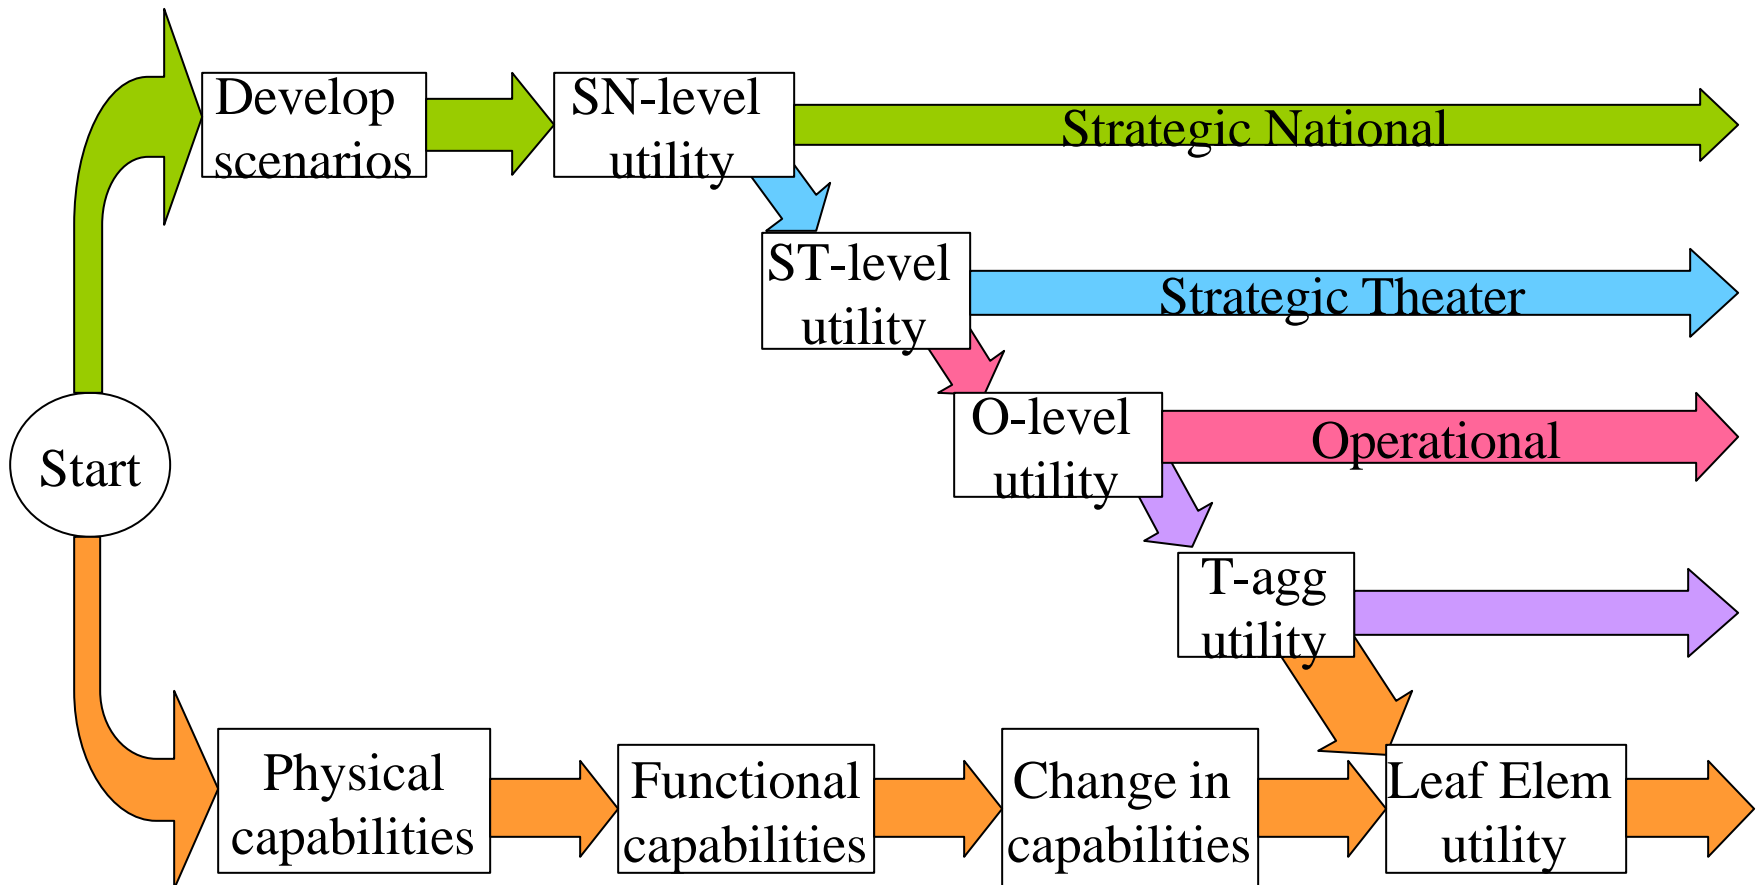 Develop
scenarios
SN-level
utility
Strategic National
ST-level
utility
Strategic Theater
O-level
utility
Operational
Start
T-agg
utility
Physical
capabilities
Functional
capabilities
Change in
capabilities
Leaf Elem
utility